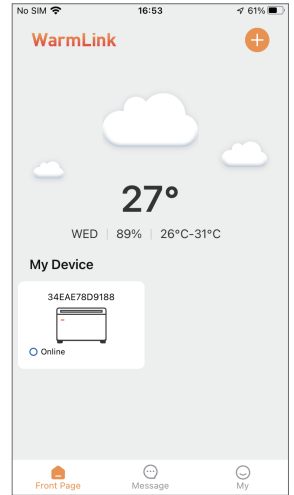 No SIM 16:53 61%
WarmLink
27°
WED | 89% | 26°C-31°C
My Device
34EAE78D9188
Online
Front Page Message My